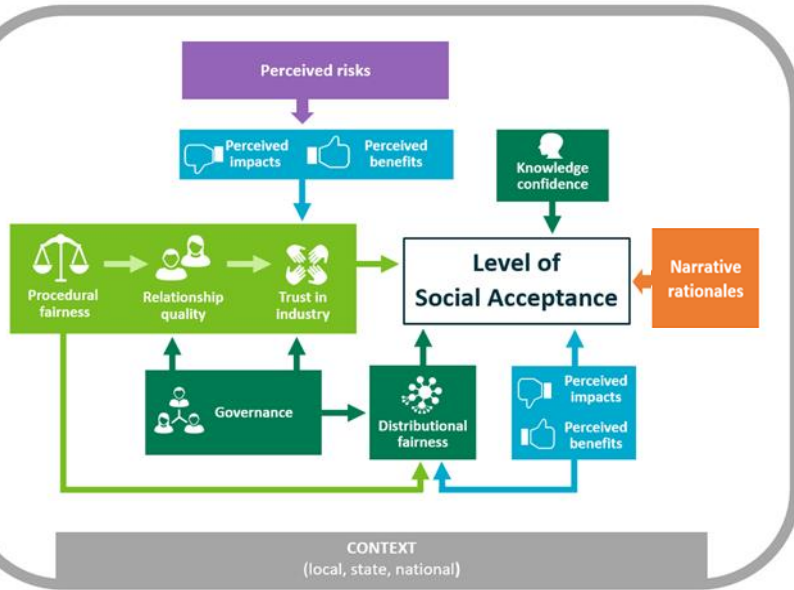 Perceived risks
Perceived
impacts
Perceived
benefits
Knowledge
confidence
Procedural
fairness
Relationship
quality
Trust in
industry
Level of
Social Acceptance
Narrative
rationales
Governance
Distributional
fairness
Perceived
impacts
Perceived
benefits
CONTEXT
(local, state, national)